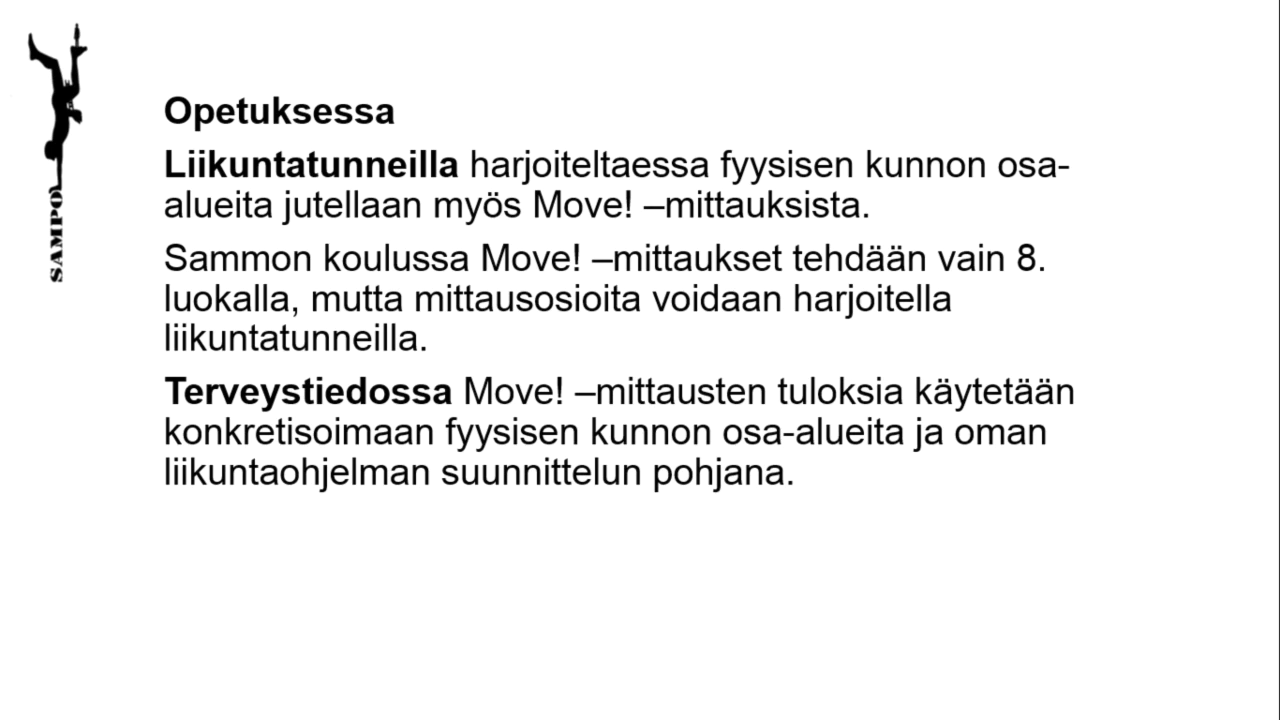 SAMPO
Opetuksessa
Liikuntatunneilla harjoiteltaessa fyysisen kunnon osa-
alueita jutellaan myös Move! –mittauksista.
Sammon koulussa Move! –mittaukset tehdään vain 8.
luokalla, mutta mittausosioita voidaan harjoitella
liikuntatunneilla.
Terveystiedossa Move! –mittausten tuloksia käytetään
konkretisoimaan fyysisen kunnon osa-alueita ja oman
liikuntaohjelman suunnittelun pohjana.